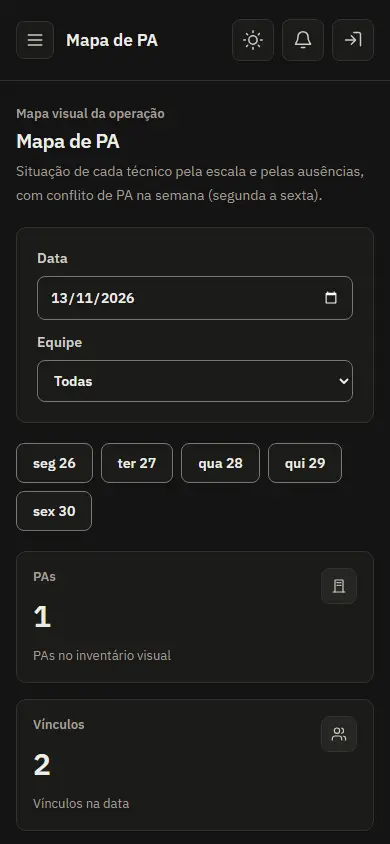 Mapa de PA
Mapa visual da operação
Mapa de PA
Situação de cada técnico pela escala e pelas ausências,
com conflito de PA na semana (segunda a sexta).
Data
13/11/2026
Equipe
Todas
seg 26
ter 27
qua 28
qui 29
sex 30
PAs
1
PAs no inventário visual
Vínculos
2
Vínculos na data